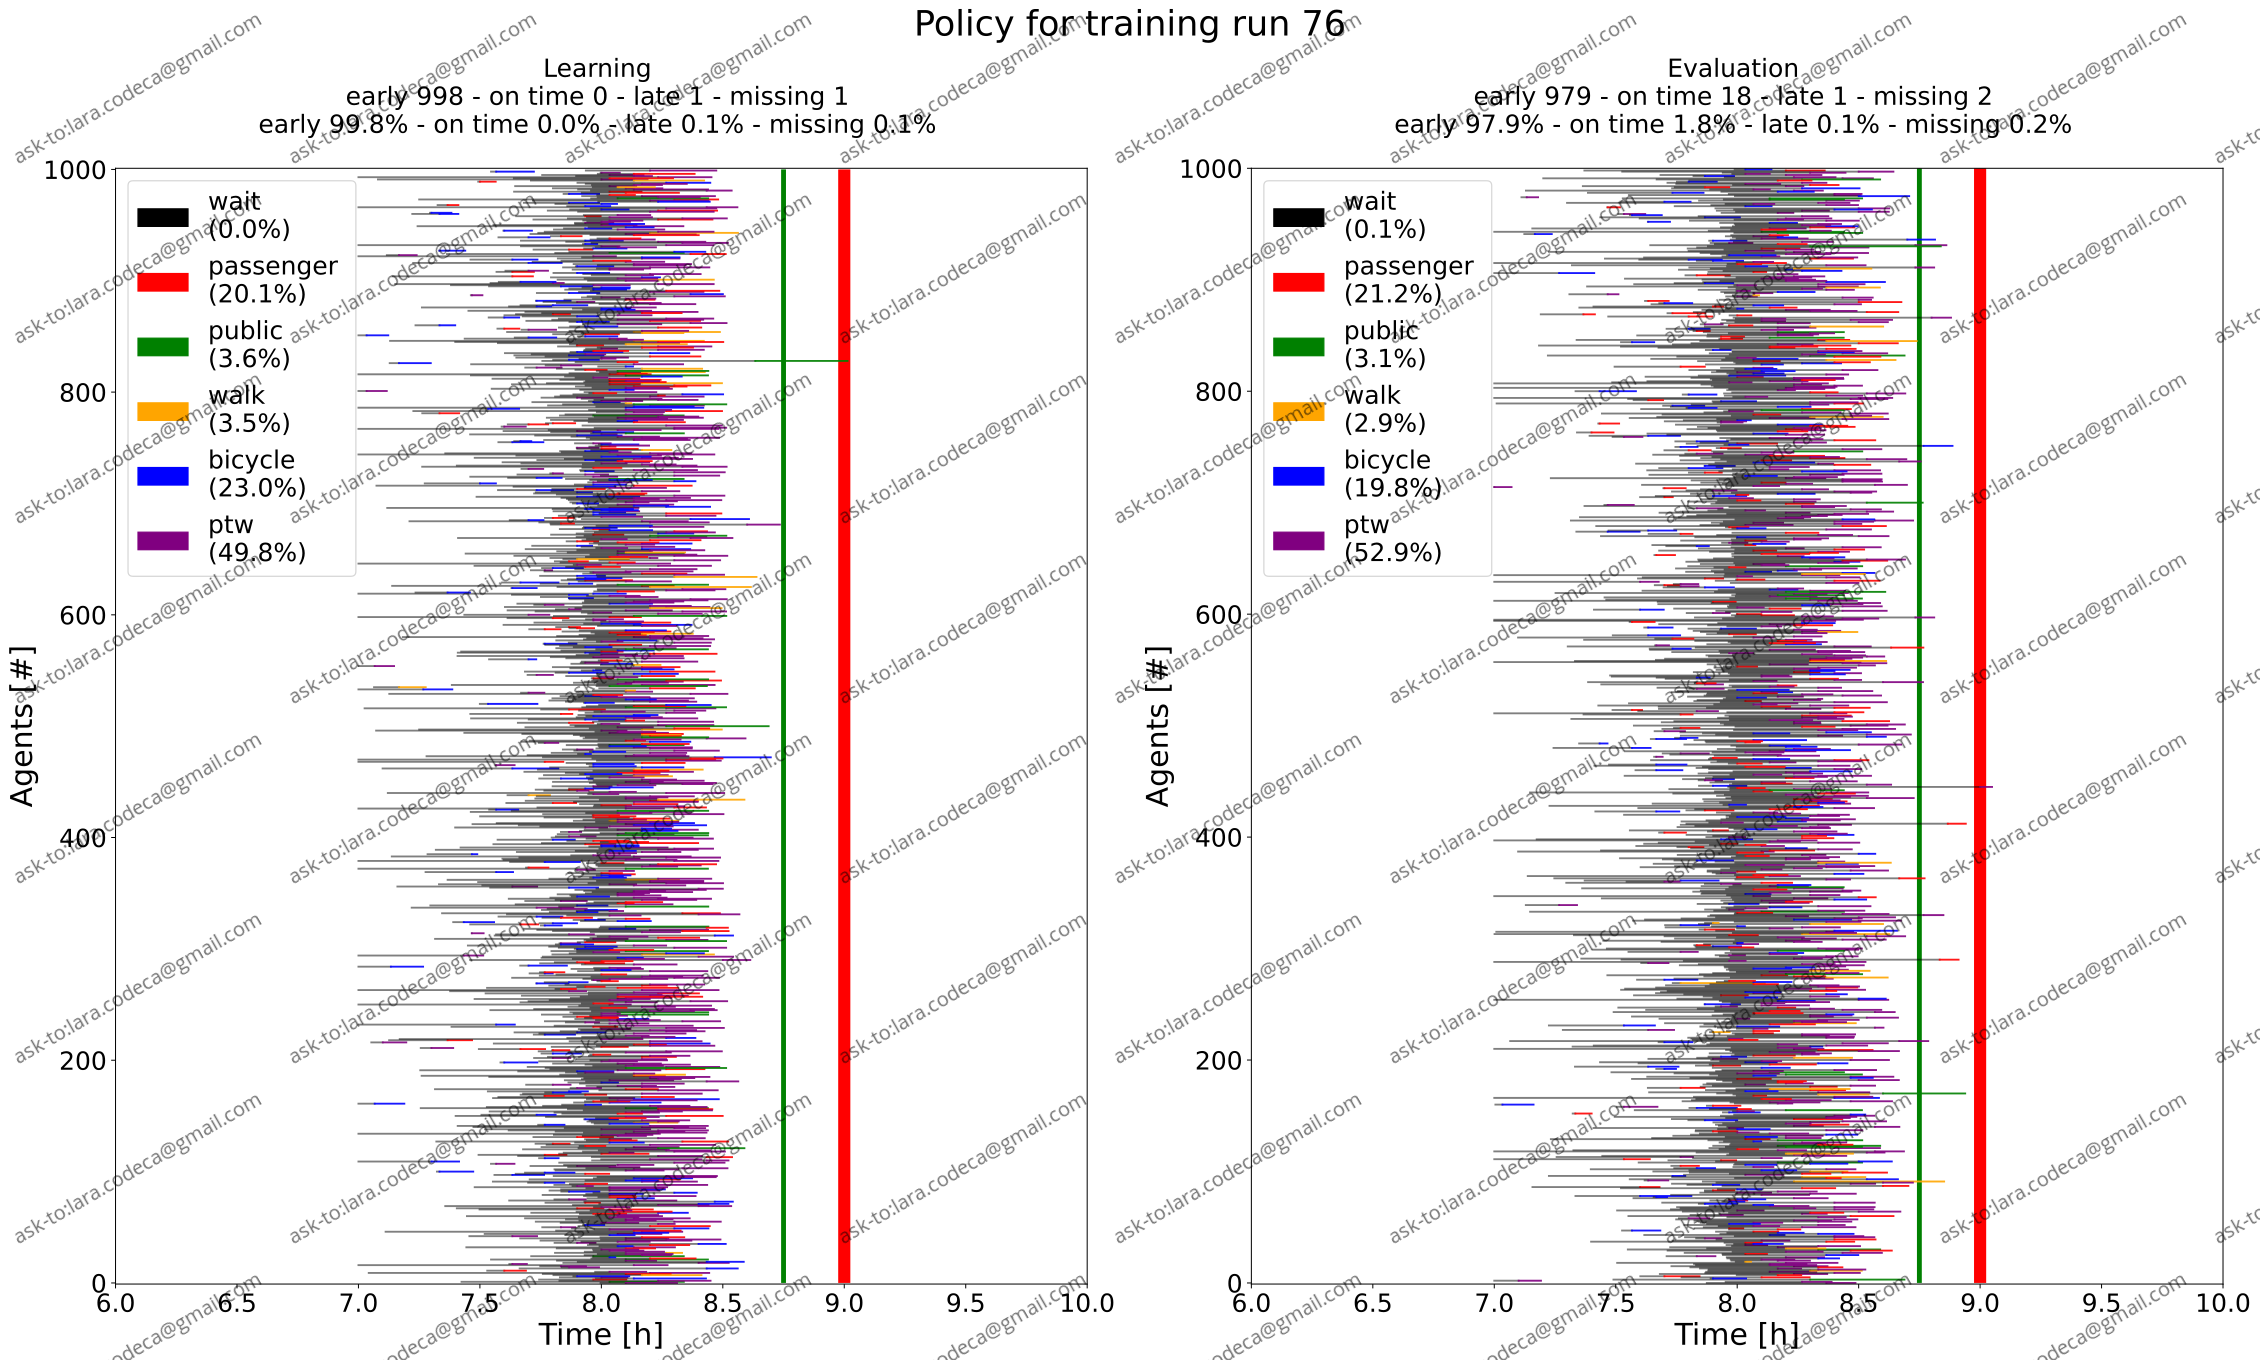 Policy for training run 76
Learning
early 998 - on time 0 - late 1 - missing 1
early 99.8% - on time 0.0% - late 0.1% - missing 0.1%
1000
800
600
400
200
0
Agents [#]
wait
(0.0%)
passenger
(20.1%)
public
(3.6%)
walk
(3.5%)
bicycle
(23.0%)
ptw
(49.8%)
6.0 6.5 7.0 7.5 8.0 8.5 9.0 9.5 10.0
Time [h]
Evaluation
early 979 - on time 18 - late 1 - missing 2
early 97.9% - on time 1.8% - late 0.1% - missing 0.2%
1000
800
600
400
200
0
Agents [#]
wait
(0.1%)
passenger
(21.2%)
public
(3.1%)
walk
(2.9%)
bicycle
(19.8%)
ptw
(52.9%)
6.0 6.5 7.0 7.5 8.0 8.5 9.0 9.5 10.0
Time [h]
ask-to:lara.codeca@gmail.com